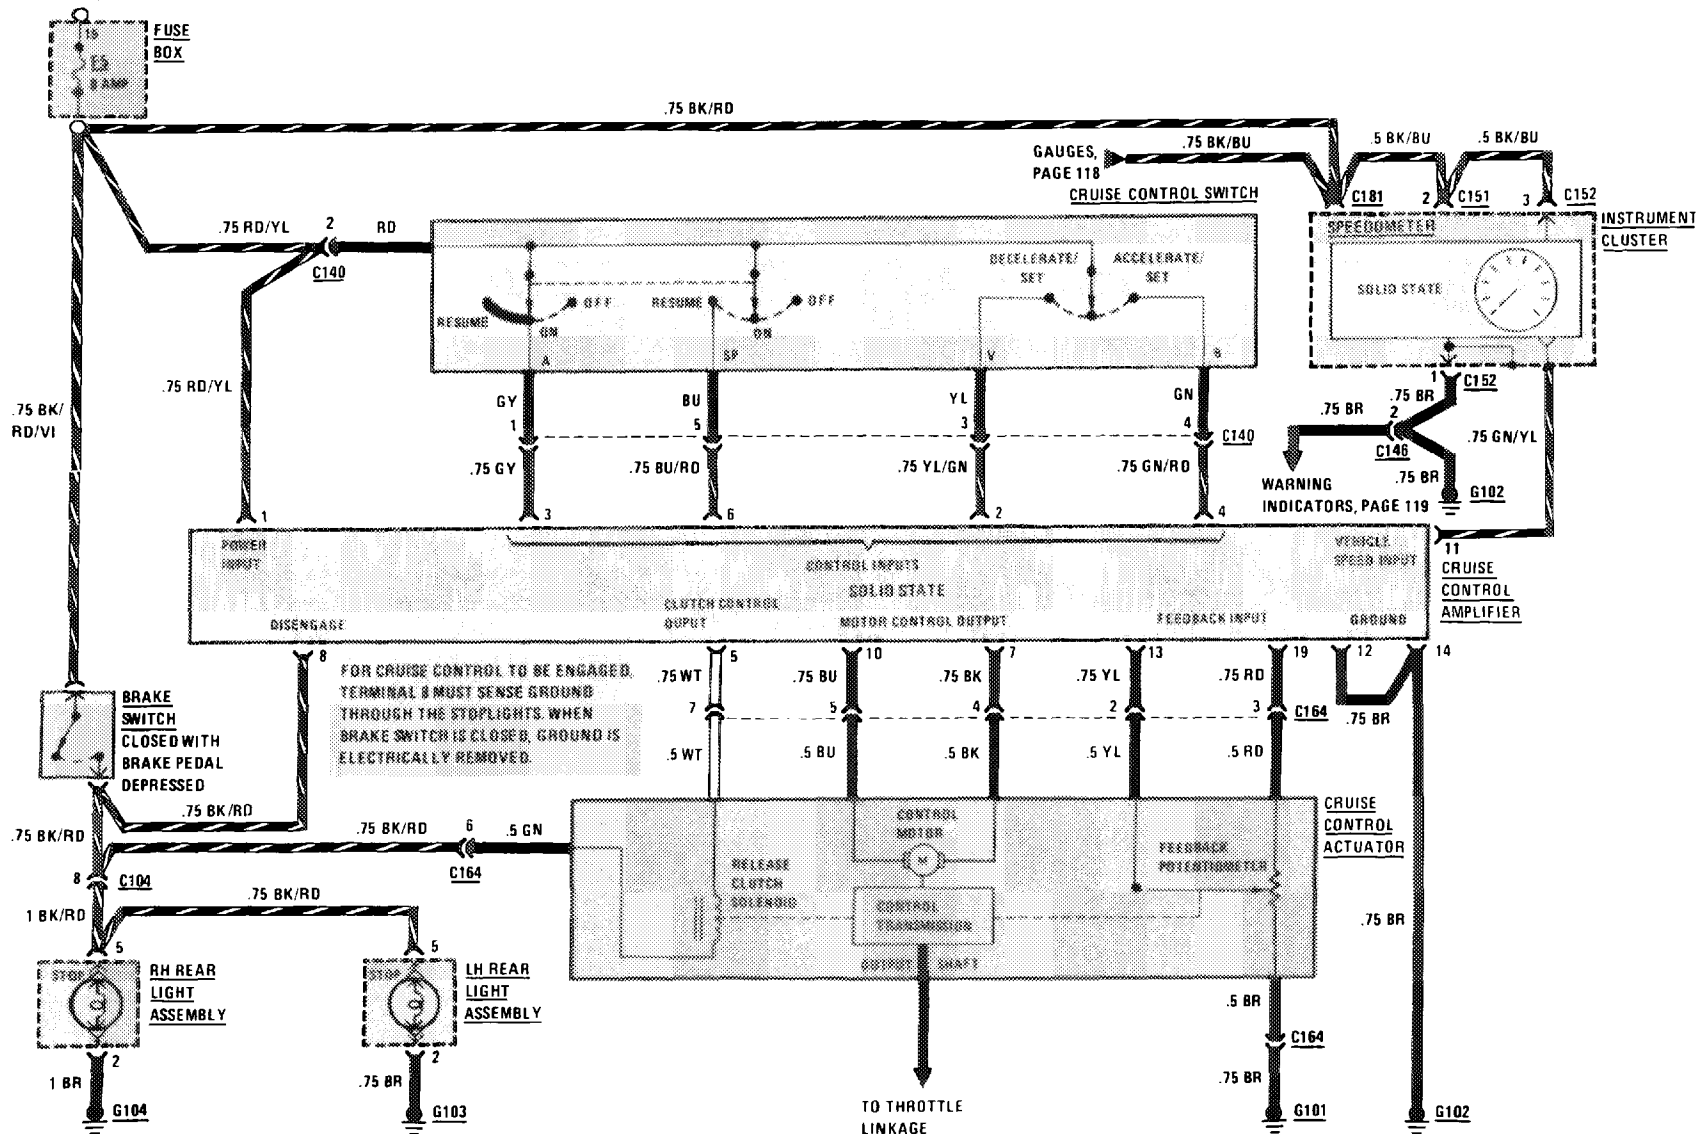 15
E5
8 AMP
FUSE
BOX
.75 BK/RD
GAUGES,
PAGE 118
.75 BK/BU
.5 BK/BU
.5 BK/BU
CRUISE CONTROL SWITCH
C181
2
C151
3
C152
INSTRUMENT
CLUSTER
SPEEDOMETER
SOLID STATE
.75 RD/YL
2
RD
C140
RESUME
ON
OFF
A
RESUME
ON
OFF
SP
DECELERATE/
SET
ACCELERATE/
SET
V
B
1
C152
.75 BR
.75 BR
2
C146
.75 BR
G102
WARNING
INDICATORS, PAGE 119
.75 GN/YL
.75 BK/
RD/VI
.75 RD/YL
GY
1
BU
5
YL
3
GN
4
C140
.75 GY
.75 BU/RD
.75 YL/GN
.75 GN/RD
1
3
6
2
4
11
POWER
INPUT
CONTROL INPUTS
SOLID STATE
VEHICLE
SPEED INPUT
CRUISE
CONTROL
AMPLIFIER
DISENGAGE
CLUTCH CONTROL
OUPUT
MOTOR CONTROL OUTPUT
FEEDBACK INPUT
GROUND
8
5
10
7
13
19
12
14
FOR CRUISE CONTROL TO BE ENGAGED,
TERMINAL 8 MUST SENSE GROUND
THROUGH THE STOPLIGHTS. WHEN
BRAKE SWITCH IS CLOSED, GROUND IS
ELECTRICALLY REMOVED.
.75 WT
.75 BU
.75 BK
.75 YL
.75 RD
7
5
4
2
3
C164
.75 BR
.5 WT
.5 BU
.5 BK
.5 YL
.5 RD
BRAKE
SWITCH
CLOSED WITH
BRAKE PEDAL
DEPRESSED
.75 BK/RD
.75 BK/RD
.75 BK/RD
6
.5 GN
C164
8
C104
1 BK/RD
.75 BK/RD
CRUISE
CONTROL
ACTUATOR
CONTROL
MOTOR
M
RELEASE
CLUTCH
SOLENOID
FEEDBACK
POTENTIOMETER
CONTROL
TRANSMISSION
OUTPUT SHAFT
.75 BR
5
5
STOP
RH REAR
LIGHT
ASSEMBLY
STOP
LH REAR
LIGHT
ASSEMBLY
2
2
1 BR
.75 BR
G104
G103
.5 BR
C164
.75 BR
G101
G102
TO THROTTLE
LINKAGE